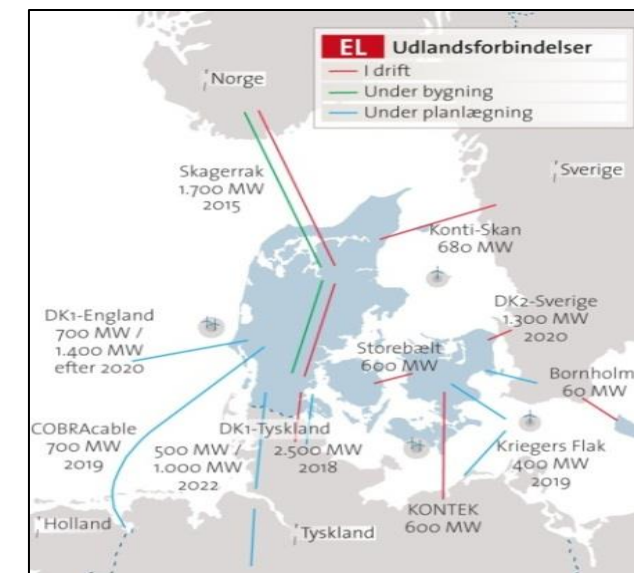 EL Udlandsforbindelser
I drift
Under bygning
Under planlægning
Norge
Sverige
Skagerrak
1.700 MW
2015
Konti-Skan
680 MW
DK1-England
700 MW /
1.400 MW
efter 2020
DK2-Sverige
1.300 MW
2020
Storebælt
600 MW
Bornholm
60 MW
COBRAcable
700 MW
2019
DK1-Tyskland
500 MW /
1.000 MW
2022
2.500 MW
2018
Kriegers Flak
400 MW
2019
KONTEK
600 MW
Holland
Tyskland